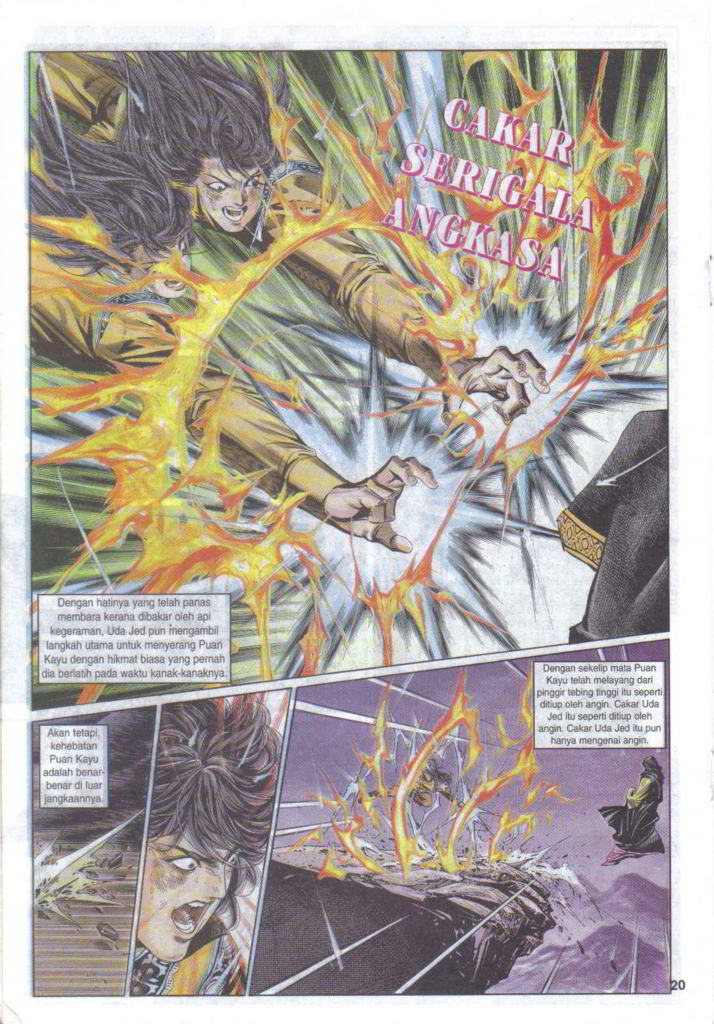 CAKAR
SERIGALA
ANGKASA
Dengan hatinya yang telah panas
membara kerana dibakar oleh api
kegeraman, Uda Jed pun mengambil
langkah utama untuk menyerang Puan
Kayu dengan hikmat biasa yang pernah
dia berlatih pada waktu kanak-kanaknya.
Akan tetapi,
kehebatan
Puan Kayu
adalah benar-
benar di luar
jangkaannya.
Dengan sekelip mata Puan
Kayu telah melayang dari
pinggir tebing tinggi itu seperti
ditiup oleh angin. Cakar Uda
Jed itu seperti ditiup oleh
angin. Cakar Uda Jed itu pun
hanya mengenai angin.
20